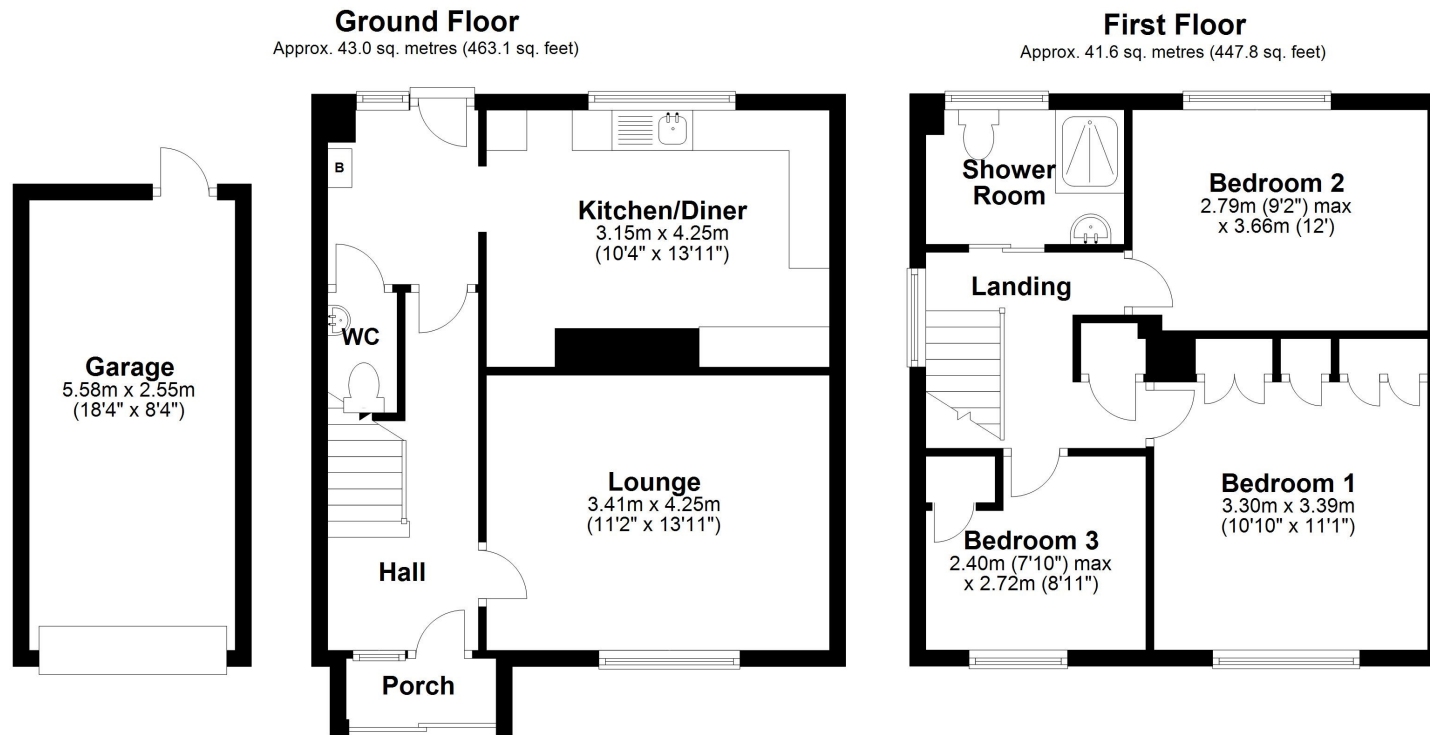 Ground Floor
Approx. 43.0 sq. metres (463.1 sq. feet)
First Floor
Approx. 41.6 sq. metres (447.8 sq. feet)
B
Kitchen/Diner
3.15m x 4.25m
(10'4" x 13'11")
WC
Garage
5.58m x 2.55m
(18'4" x 8'4")
Lounge
3.41m x 4.25m
(11'2" x 13'11")
Hall
Porch
Shower
Room
Bedroom 2
2.79m (9'2") max
x 3.66m (12')
Landing
Bedroom 1
3.30m x 3.39m
(10'10" x 11'1")
Bedroom 3
2.40m (7'10") max
x 2.72m (8'11")